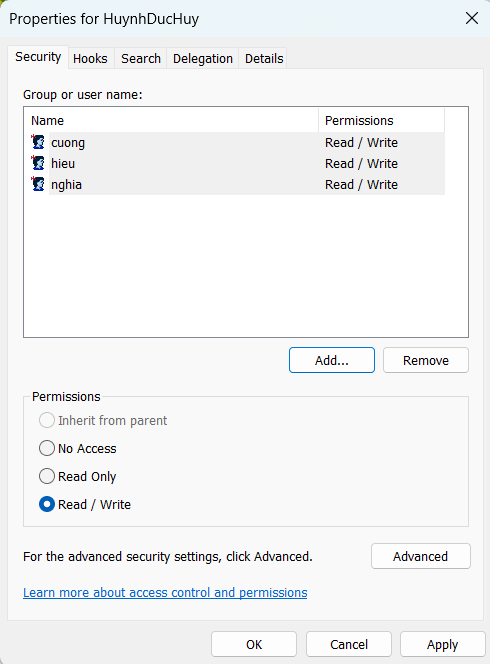 Properties for HuynhDucHuy
Security Hooks Search Delegation Details
Group or user name:
Name Permissions
cuong Read / Write
hieu Read / Write
nghia Read / Write
Add... Remove
Permissions
Inherit from parent
No Access
Read Only
Read / Write
For the advanced security settings, click Advanced. Advanced
Learn more about access control and permissions
OK Cancel Apply